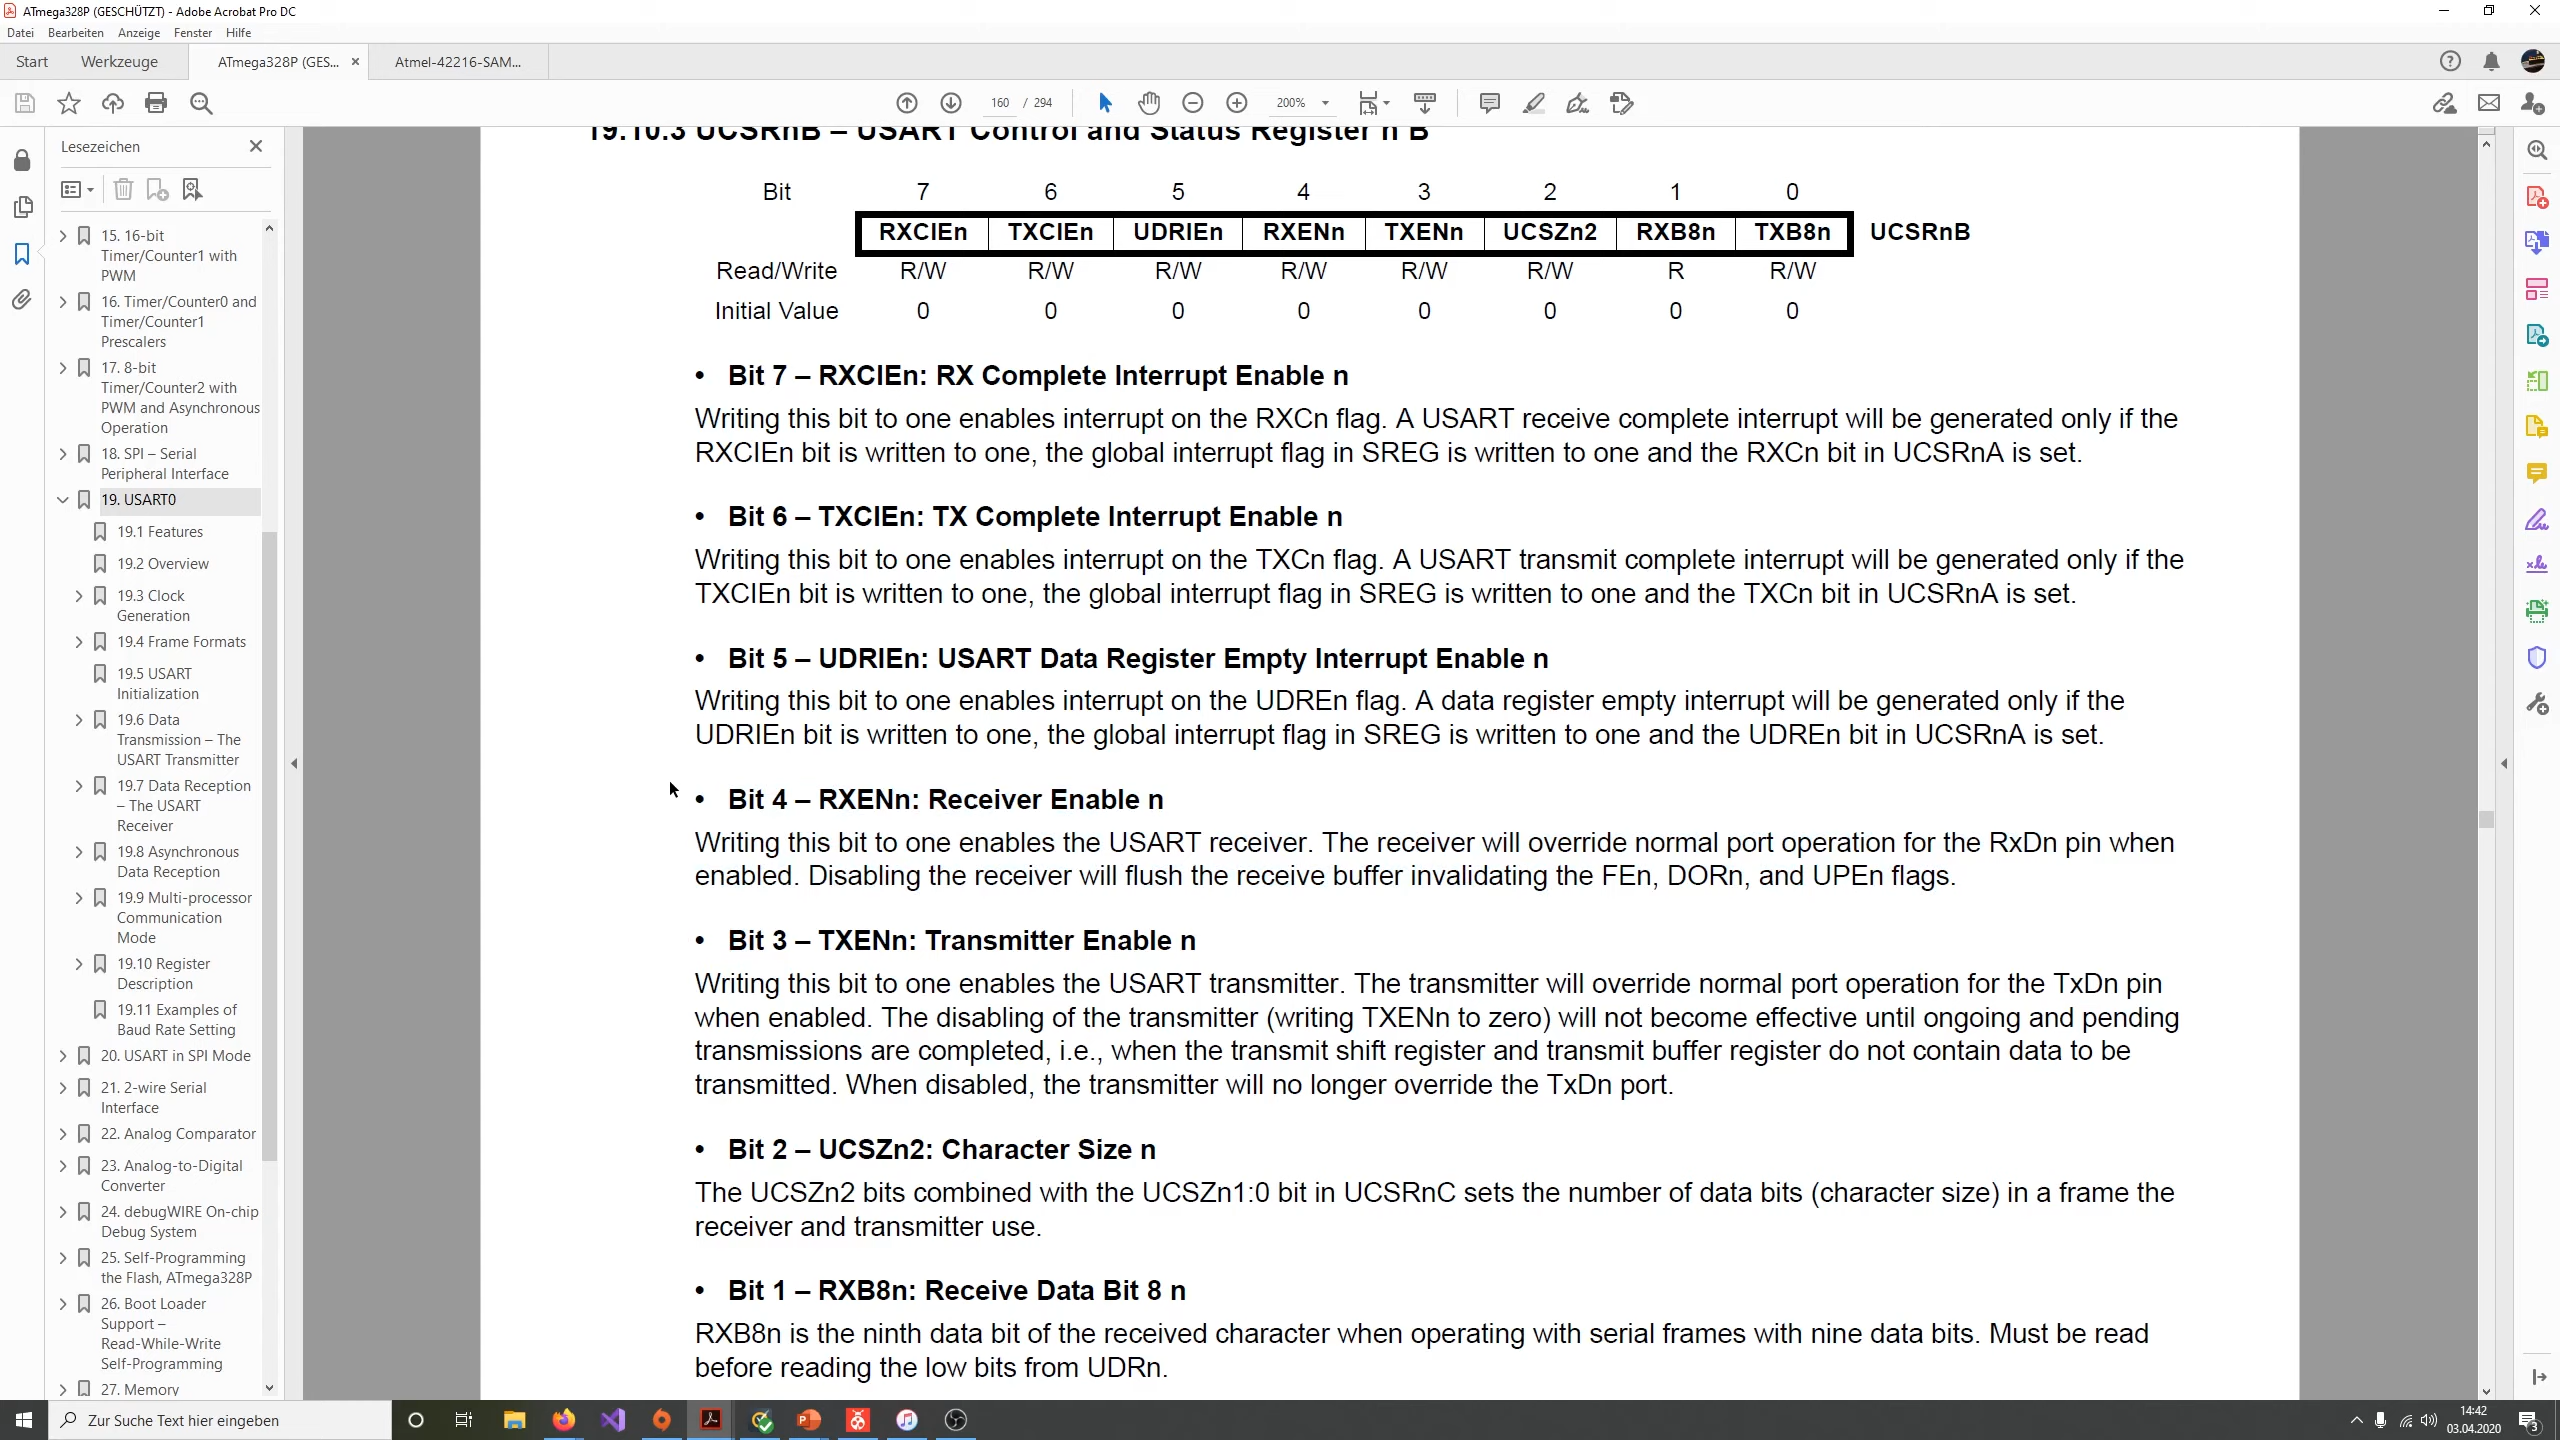 ATmega328P (GESCHÜTZT) - Adobe Acrobat Pro DC
Datei Bearbeiten Anzeige Fenster Hilfe
Start Werkzeuge ATmega328P (GES... × Atmel-42216-SAM...
160 / 294 200%
Lesezeichen
15. 16-bit
Timer/Counter1 with
PWM
16. Timer/Counter0 and
Timer/Counter1
Prescalers
17. 8-bit
Timer/Counter2 with
PWM and Asynchronous
Operation
18. SPI – Serial
Peripheral Interface
19. USART0
19.1 Features
19.2 Overview
19.3 Clock
Generation
19.4 Frame Formats
19.5 USART
Initialization
19.6 Data
Transmission – The
USART Transmitter
19.7 Data Reception
– The USART
Receiver
19.8 Asynchronous
Data Reception
19.9 Multi-processor
Communication
Mode
19.10 Register
Description
19.11 Examples of
Baud Rate Setting
20. USART in SPI Mode
21. 2-wire Serial
Interface
22. Analog Comparator
23. Analog-to-Digital
Converter
24. debugWIRE On-chip
Debug System
25. Self-Programming
the Flash, ATmega328P
26. Boot Loader
Support –
Read-While-Write
Self-Programming
27. Memory
19.10.3 UCSRnB – USART Control and Status Register n B
Bit 7 6 5 4 3 2 1 0
RXCIEn TXCIEn UDRIEn RXENn TXENn UCSZn2 RXB8n TXB8n UCSRnB
Read/Write R/W R/W R/W R/W R/W R/W R R/W
Initial Value 0 0 0 0 0 0 0 0
• Bit 7 – RXCIEn: RX Complete Interrupt Enable n
Writing this bit to one enables interrupt on the RXCn flag. A USART receive complete interrupt will be generated only if the
RXCIEn bit is written to one, the global interrupt flag in SREG is written to one and the RXCn bit in UCSRnA is set.
• Bit 6 – TXCIEn: TX Complete Interrupt Enable n
Writing this bit to one enables interrupt on the TXCn flag. A USART transmit complete interrupt will be generated only if the
TXCIEn bit is written to one, the global interrupt flag in SREG is written to one and the TXCn bit in UCSRnA is set.
• Bit 5 – UDRIEn: USART Data Register Empty Interrupt Enable n
Writing this bit to one enables interrupt on the UDREn flag. A data register empty interrupt will be generated only if the
UDRIEn bit is written to one, the global interrupt flag in SREG is written to one and the UDREn bit in UCSRnA is set.
• Bit 4 – RXENn: Receiver Enable n
Writing this bit to one enables the USART receiver. The receiver will override normal port operation for the RxDn pin when
enabled. Disabling the receiver will flush the receive buffer invalidating the FEn, DORn, and UPEn flags.
• Bit 3 – TXENn: Transmitter Enable n
Writing this bit to one enables the USART transmitter. The transmitter will override normal port operation for the TxDn pin
when enabled. The disabling of the transmitter (writing TXENn to zero) will not become effective until ongoing and pending
transmissions are completed, i.e., when the transmit shift register and transmit buffer register do not contain data to be
transmitted. When disabled, the transmitter will no longer override the TxDn port.
• Bit 2 – UCSZn2: Character Size n
The UCSZn2 bits combined with the UCSZn1:0 bit in UCSRnC sets the number of data bits (character size) in a frame the
receiver and transmitter use.
• Bit 1 – RXB8n: Receive Data Bit 8 n
RXB8n is the ninth data bit of the received character when operating with serial frames with nine data bits. Must be read
before reading the low bits from UDRn.
Zur Suche Text hier eingeben
14:42
03.04.2020
3